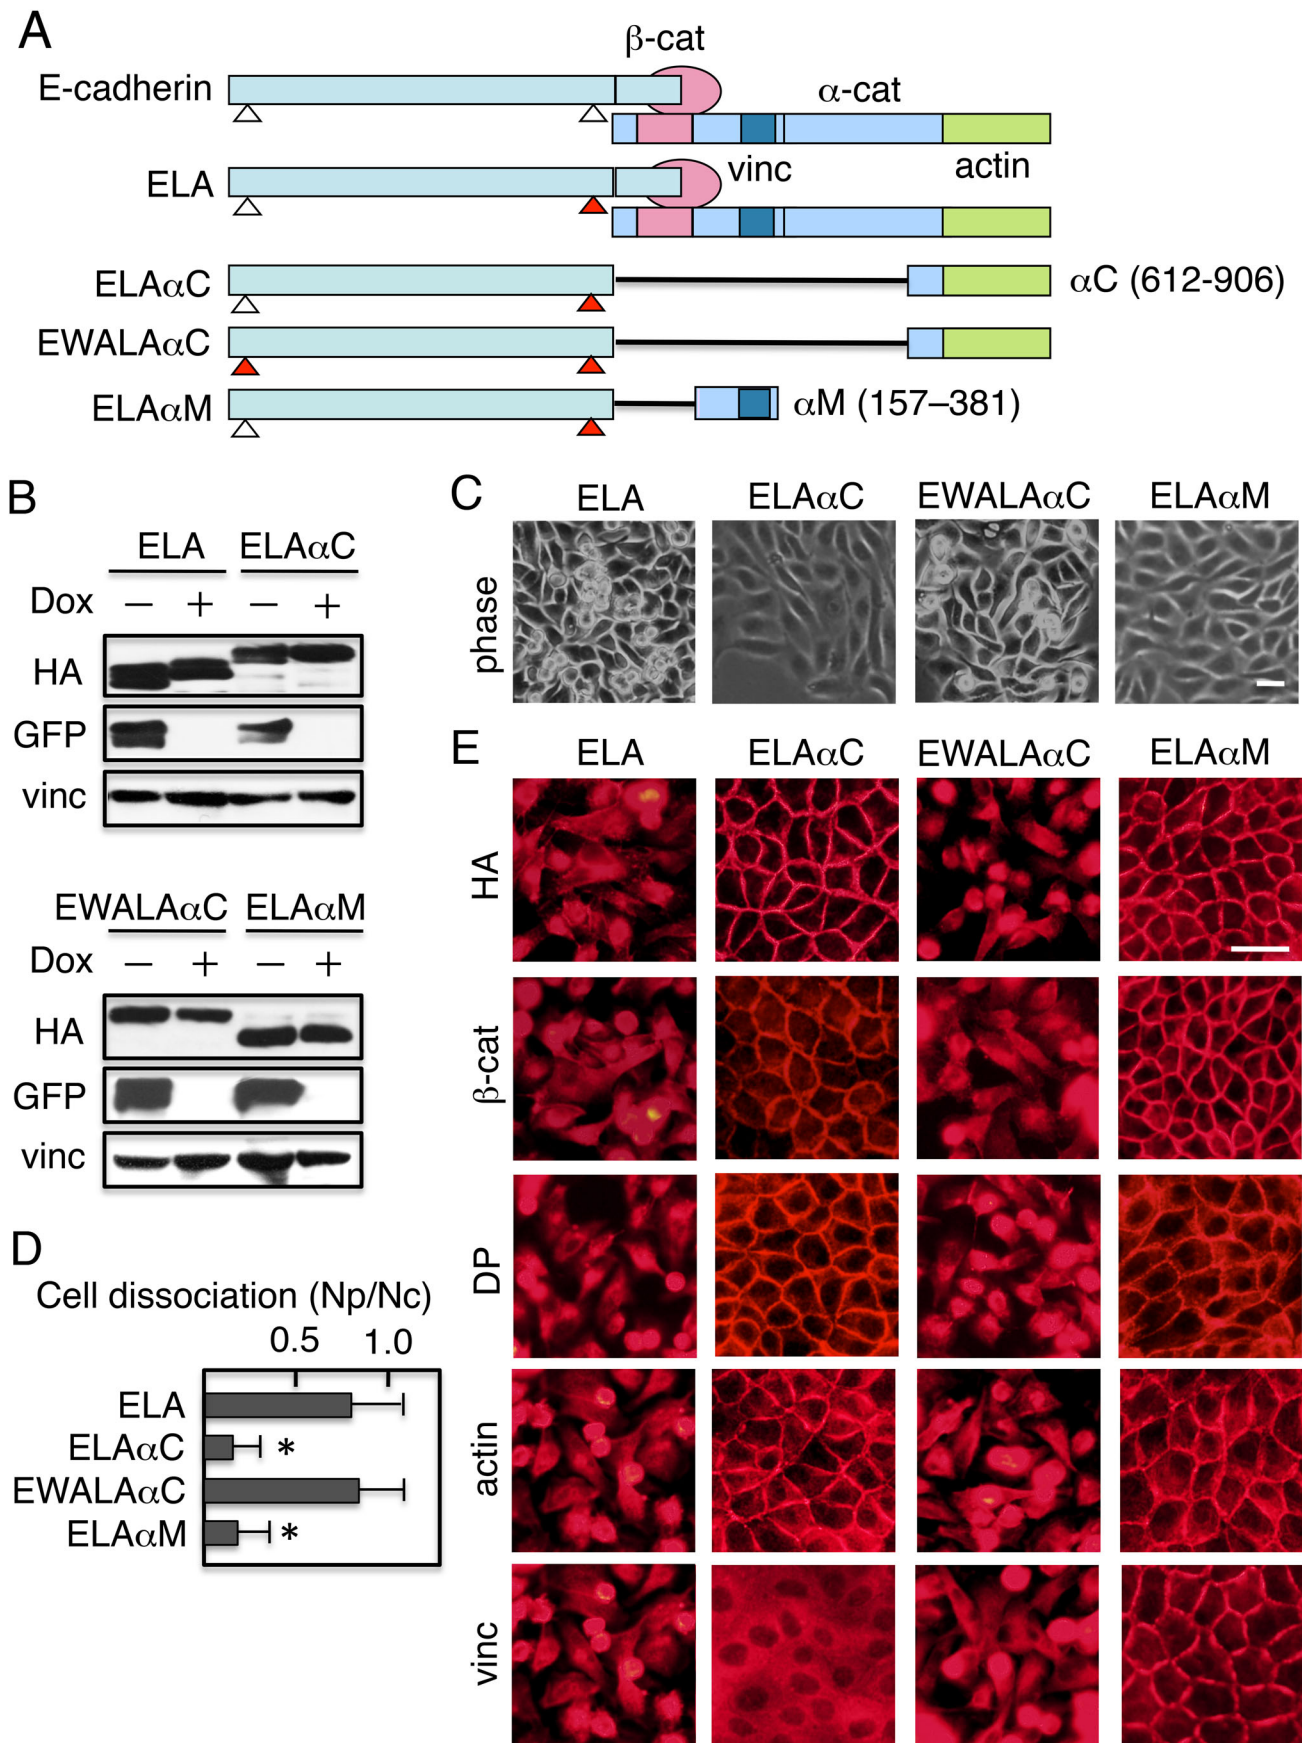 A
β-cat
E-cadherin
α-cat
ELA
vinc
actin
ELAαC
αC (612-906)
EWALAαC
ELAαM
αM (157–381)
B
ELA ELAαC
Dox − + − +
HA
GFP
vinc
EWALAαC ELAαM
Dox − + − +
HA
GFP
vinc
C
ELA ELAαC EWALAαC ELAαM
phase
D
Cell dissociation (Np/Nc)
0.5 1.0
ELA
ELAαC *
EWALAαC
ELAαM *
E
ELA ELAαC EWALAαC ELAαM
HA
β-cat
DP
actin
vinc